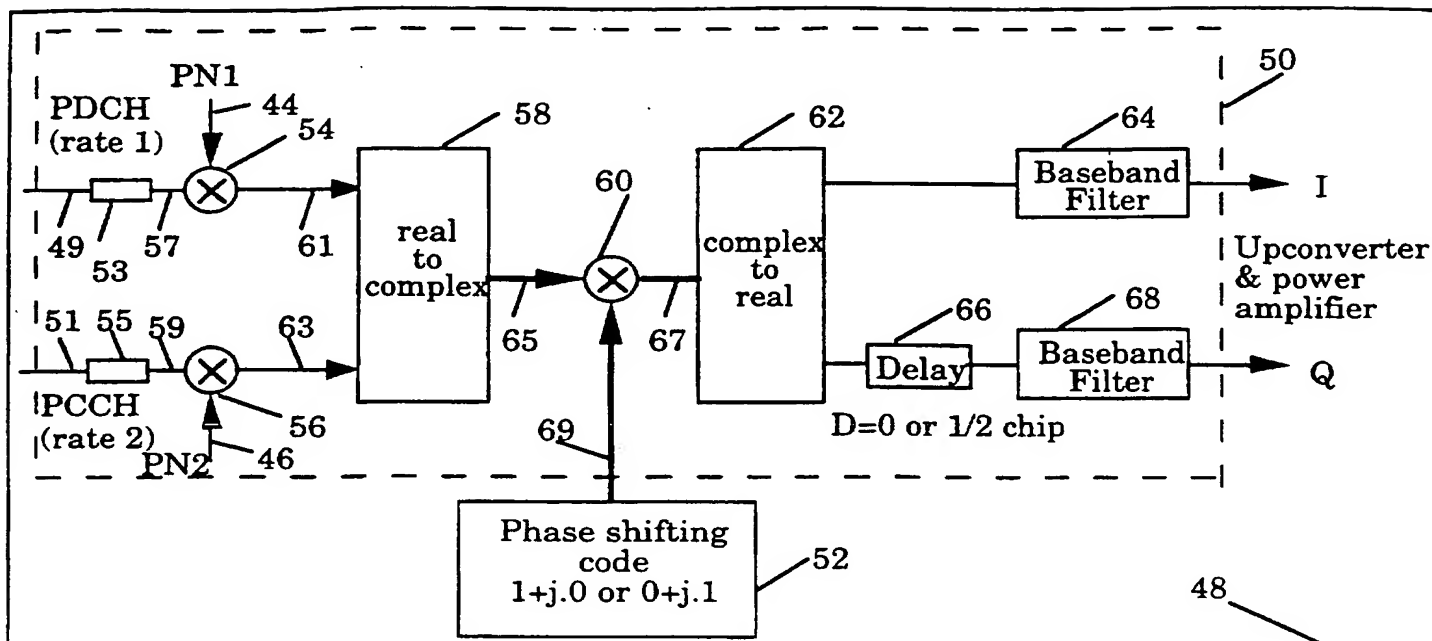 PN1
44
PDCH
(rate 1)
54
49
53
57
61
58
real
to
complex
60
65
67
62
complex
to
real
64
Baseband
Filter
50
I
Upconverter
& power
amplifier
51
55
59
63
PCCH
(rate 2)
56
PN2
46
66
Delay
D=0 or 1/2 chip
68
Baseband
Filter
Q
69
Phase shifting
code
1+j.0 or 0+j.1
52
48